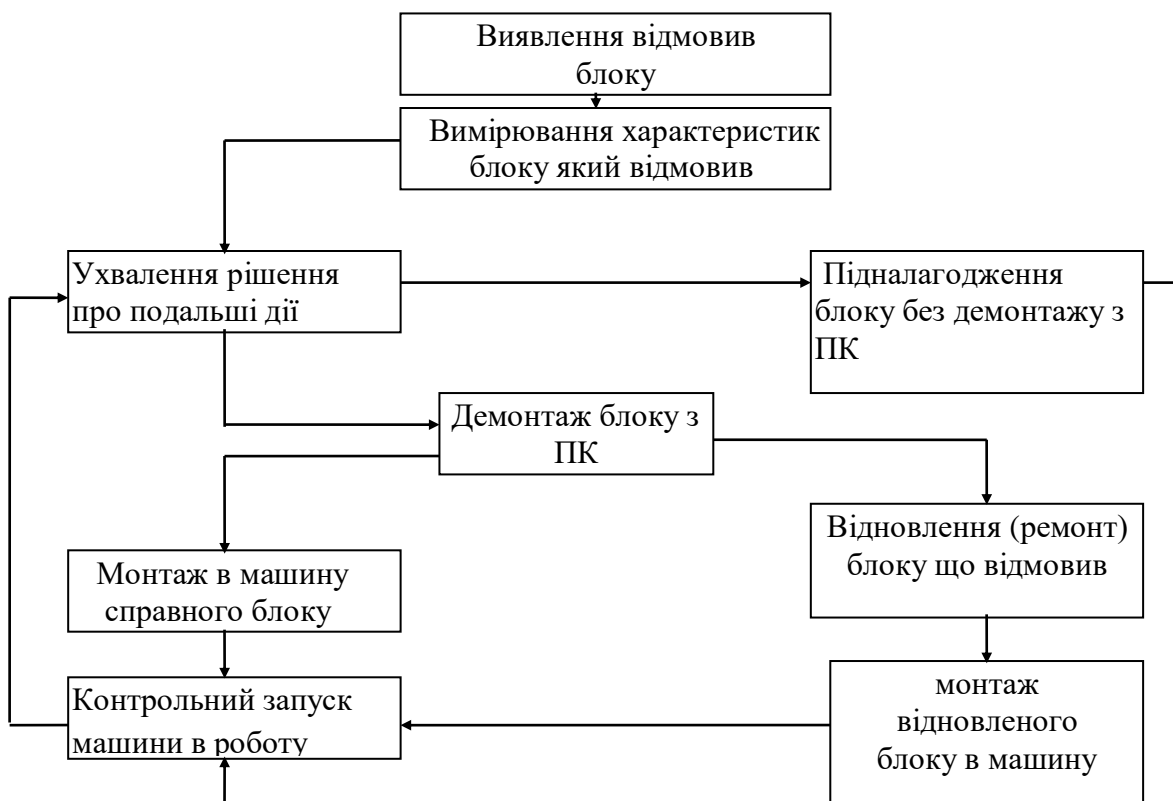 Виявлення відмовив
блоку
Вимірювання характеристик
блоку який відмовив
Ухвалення рішення
про подальші дії
Підналагодження
блоку без демонтажу з
ПК
Демонтаж блоку з
ПК
Відновлення (ремонт)
блоку що відмовив
Монтаж в машину
справного блоку
Контрольний запуск
машини в роботу
монтаж
відновленого
блоку в машину